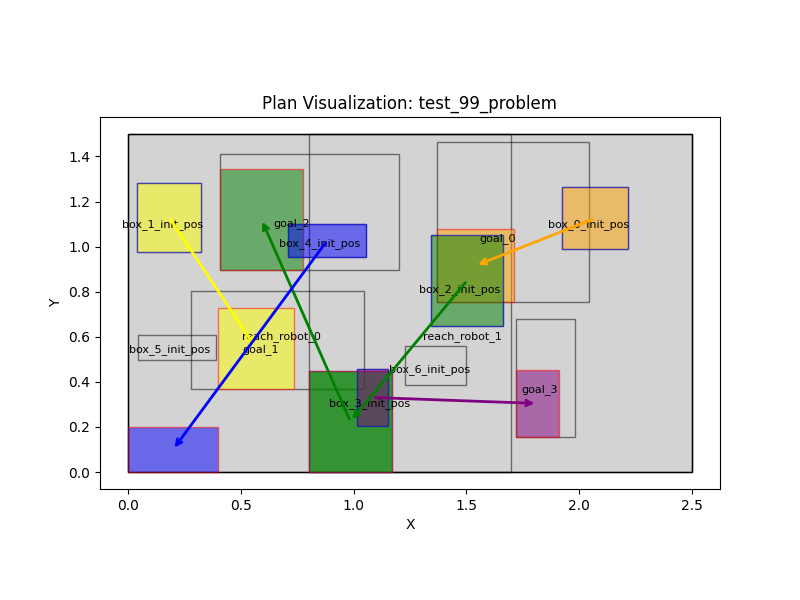 Plan Visualization: test_99_problem
Y
1.4
1.2
1.0
0.8
0.6
0.4
0.2
0.0
box_1_init_pos
goal_2
box_4_init_pos
goal_0
box_0_init_pos
box_2_init_pos
reach_robot_0
reach_robot_1
box_5_init_pos
goal_1
box_6_init_pos
goal_3
box_3_init_pos
0.0 0.5 1.0 1.5 2.0 2.5
X